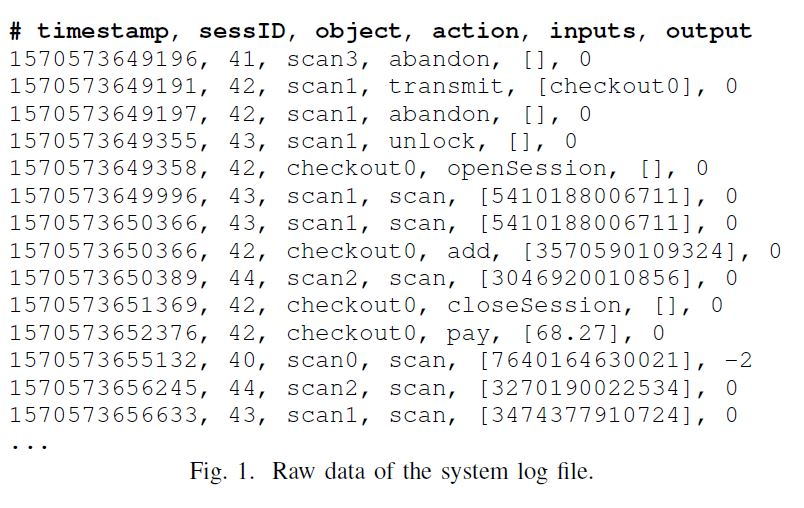 # timestamp, sessID, object, action, inputs, output
1570573649196, 41, scan3, abandon, [], 0
1570573649191, 42, scan1, transmit, [checkout0], 0
1570573649197, 42, scan1, abandon, [], 0
1570573649355, 43, scan1, unlock, [], 0
1570573649358, 42, checkout0, openSession, [], 0
1570573649996, 43, scan1, scan, [5410188006711], 0
1570573650366, 43, scan1, scan, [5410188006711], 0
1570573650366, 42, checkout0, add, [3570590109324], 0
1570573650389, 44, scan2, scan, [3046920010856], 0
1570573651369, 42, checkout0, closeSession, [], 0
1570573652376, 42, checkout0, pay, [68.27], 0
1570573655132, 40, scan0, scan, [7640164630021], -2
1570573656245, 44, scan2, scan, [3270190022534], 0
1570573656633, 43, scan1, scan, [3474377910724], 0
...
Fig. 1. Raw data of the system log file.